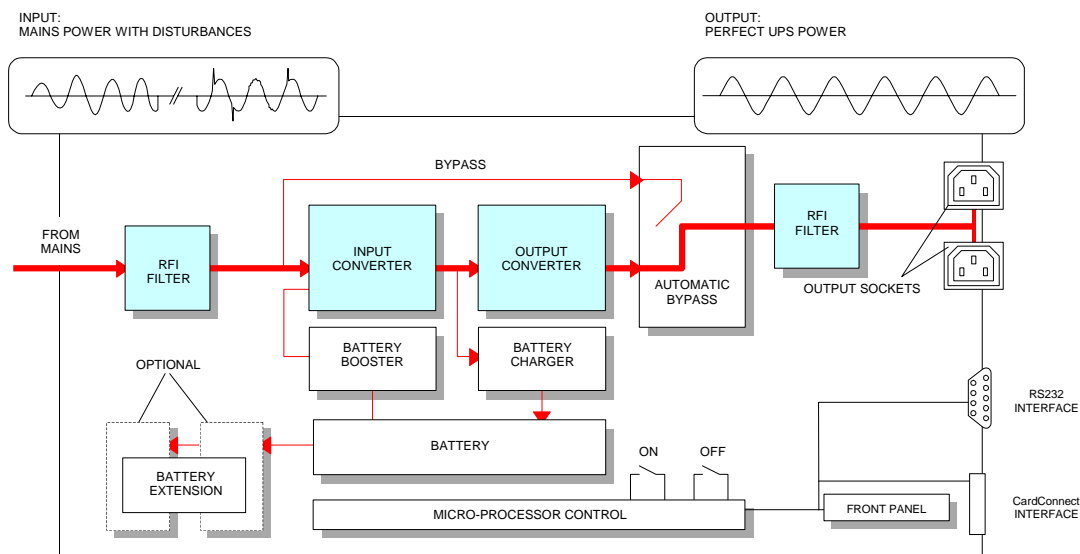 INPUT:
MAINS POWER WITH DISTURBANCES
OUTPUT:
PERFECT UPS POWER
BYPASS
FROM
MAINS
RFI
FILTER
INPUT
CONVERTER
OUTPUT
CONVERTER
AUTOMATIC
BYPASS
RFI
FILTER
OUTPUT SOCKETS
BATTERY
BOOSTER
BATTERY
CHARGER
OPTIONAL
BATTERY
EXTENSION
BATTERY
ON
OFF
MICRO-PROCESSOR CONTROL
FRONT PANEL
RS232
INTERFACE
CardConnect
INTERFACE